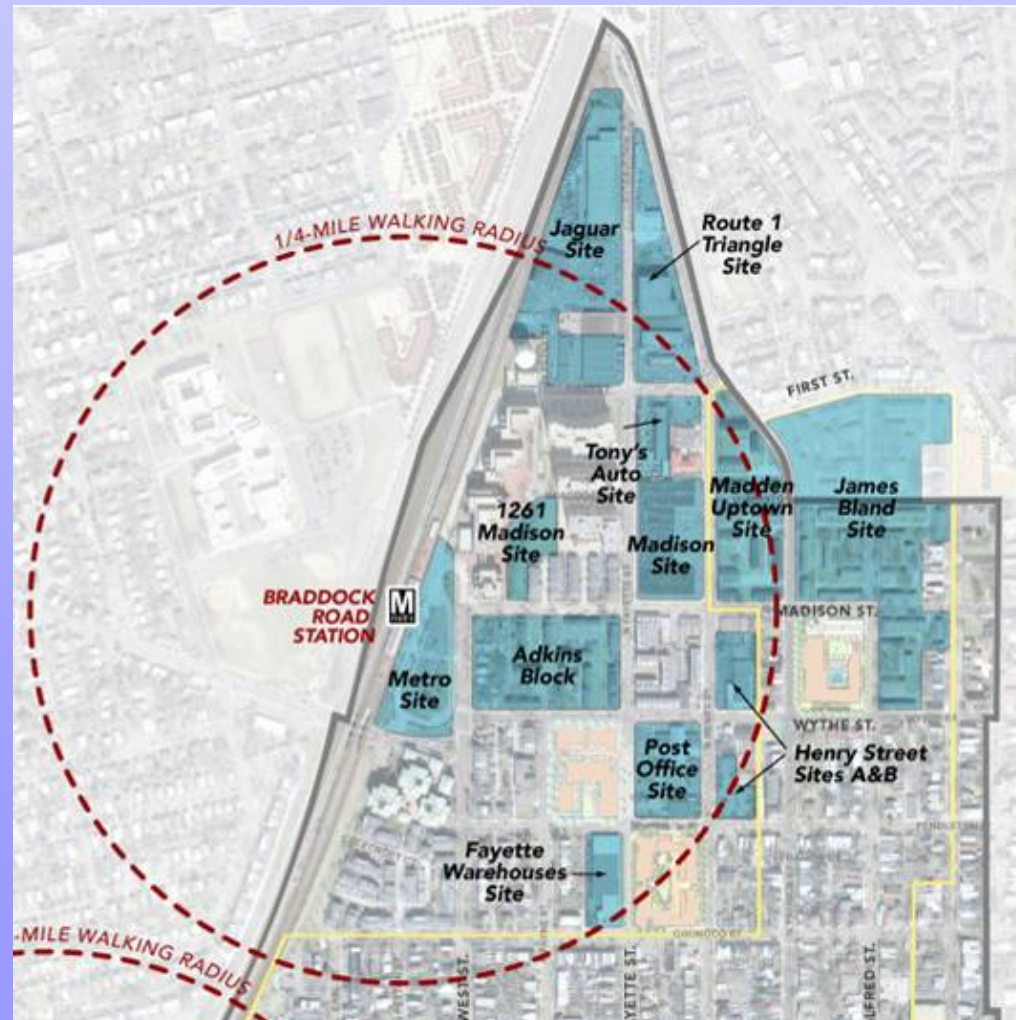 1/4-MILE WALKING RADIUS
Jaguar
Site
Route 1
Triangle
Site
FIRST ST.
Tony's
Auto
Site
1261
Madison
Site
Madison
Site
Madden
Uptown
Site
James
Bland
Site
BRADDOCK
ROAD
STATION
M
MADISON ST.
Metro
Site
Adkins
Block
WYTHE ST.
Post
Office
Site
Henry Street
Sites A&B
Fayette
Warehouses
Site
-MILE WALKING RADIUS
WEST ST.
YETTE ST.
LFRED ST.